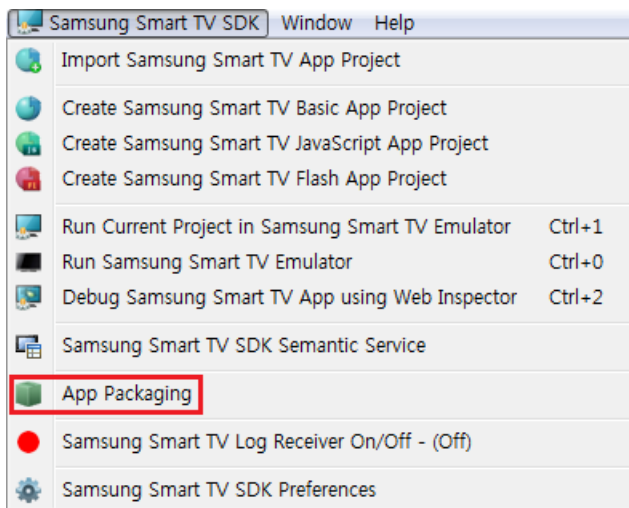 Samsung Smart TV SDK Window Help
Import Samsung Smart TV App Project
Create Samsung Smart TV Basic App Project
Create Samsung Smart TV JavaScript App Project
Create Samsung Smart TV Flash App Project
Run Current Project in Samsung Smart TV Emulator Ctrl+1
Run Samsung Smart TV Emulator Ctrl+0
Debug Samsung Smart TV App using Web Inspector Ctrl+2
Samsung Smart TV SDK Semantic Service
App Packaging
Samsung Smart TV Log Receiver On/Off - (Off)
Samsung Smart TV SDK Preferences